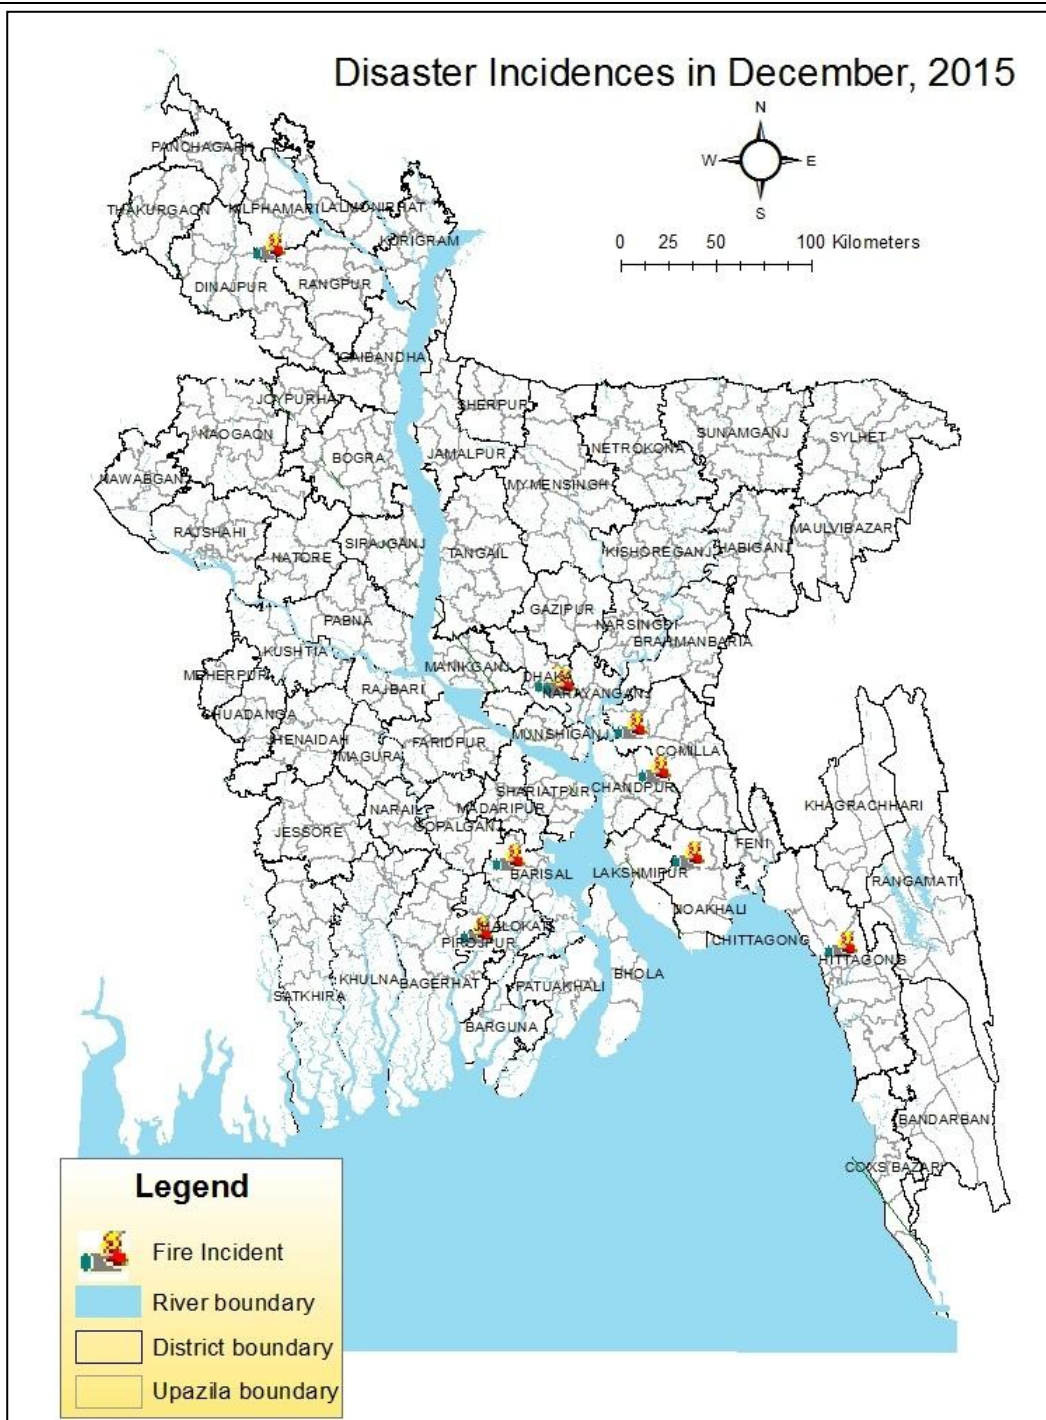 Disaster Incidences in December, 2015
N
W E
S
0 25 50 100 Kilometers
PANCHAGARH
THAKURGAON
NILPHAMARI
LALMONIRHAT
KURIGRAM
DINAJPUR
RANGPUR
GAIBANDHA
JOYPURHAT
SHERPUR
NAOGAON
BOGRA
JAMALPUR
NETROKONA
SUNAMGANJ
SYLHET
NAWABGANJ
MYMENSINGH
RAJSHAHI
NATORE
SIRAJGANJ
TANGAIL
KISHOREGANJ
HABIGANJ
MAULVIBAZAR
PABNA
GAZIPUR
NARSINGDI
BRAHMANBARIA
KUSHTIA
MEHERPUR
RAJBARI
MANIKGANJ
DHAKA
NARAYANGANJ
CHUADANGA
JHENAIDAH
MAGURA
FARIDPUR
MUNSHIGANJ
COMILLA
SHARIATPUR
CHANDPUR
NARAIL
MADARIPUR
GOPALGANJ
JESSORE
KHAGRACHHARI
FENI
BARISAL
LAKSHMIPUR
RANGAMATI
NOAKHALI
JHALOKATI
PIROJPUR
CHITTAGONG
HITTAGONG
SATKHIRA
KHULNA
BAGERHAT
PATUAKHALI
BHOLA
BARGUNA
BANDARBAN
COXS BAZAR
Legend
Fire Incident
River boundary
District boundary
Upazila boundary